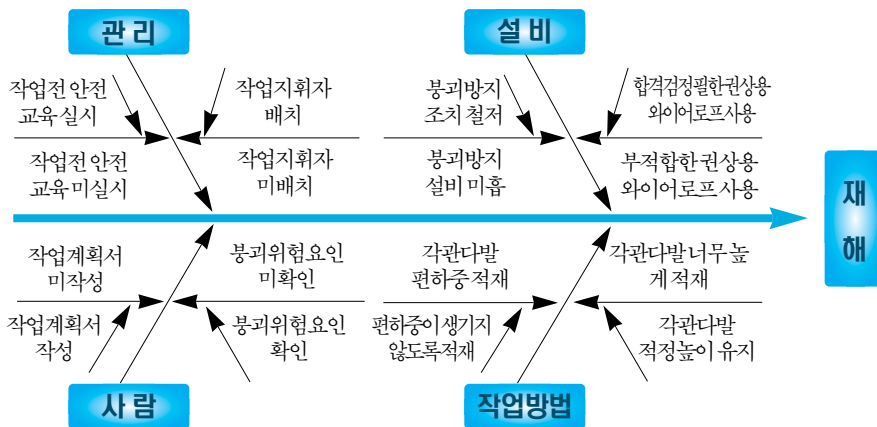 관리
설비
작업전 안전
교육 실시
작업지휘자
배치
붕괴방지
조치 철저
합격검정필한 권상용
와이어로프 사용
작업전 안전
교육 미실시
작업지휘자
미배치
붕괴방지
설비 미흡
부적합한 권상용
와이어로프 사용
재
해
작업계획서
미작성
붕괴위험요인
미확인
각관다발
편하중 적재
각관다발 너무 높
게 적재
작업계획서
작성
붕괴위험요인
확인
편하중이 생기지
않도록 적재
각관다발
적정높이 유지
사람
작업방법